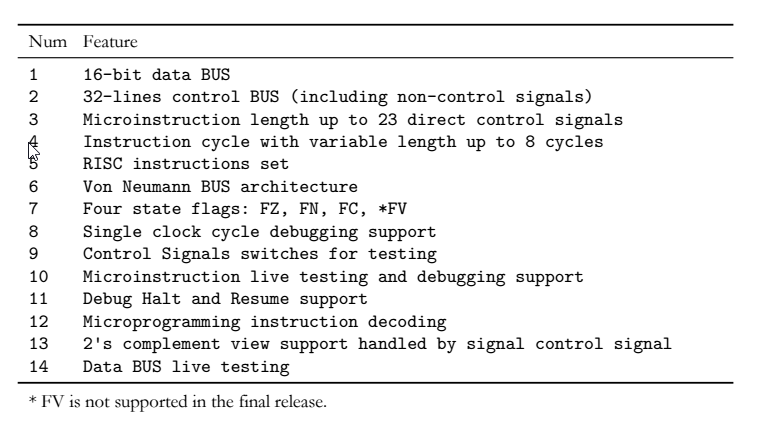 Num Feature
1 16-bit data BUS
2 32-lines control BUS (including non-control signals)
3 Microinstruction length up to 23 direct control signals
4 Instruction cycle with variable length up to 8 cycles
5 RISC instructions set
6 Von Neumann BUS architecture
7 Four state flags: FZ, FN, FC, *FV
8 Single clock cycle debugging support
9 Control Signals switches for testing
10 Microinstruction live testing and debugging support
11 Debug Halt and Resume support
12 Microprogramming instruction decoding
13 2's complement view support handled by signal control signal
14 Data BUS live testing
* FV is not supported in the final release.